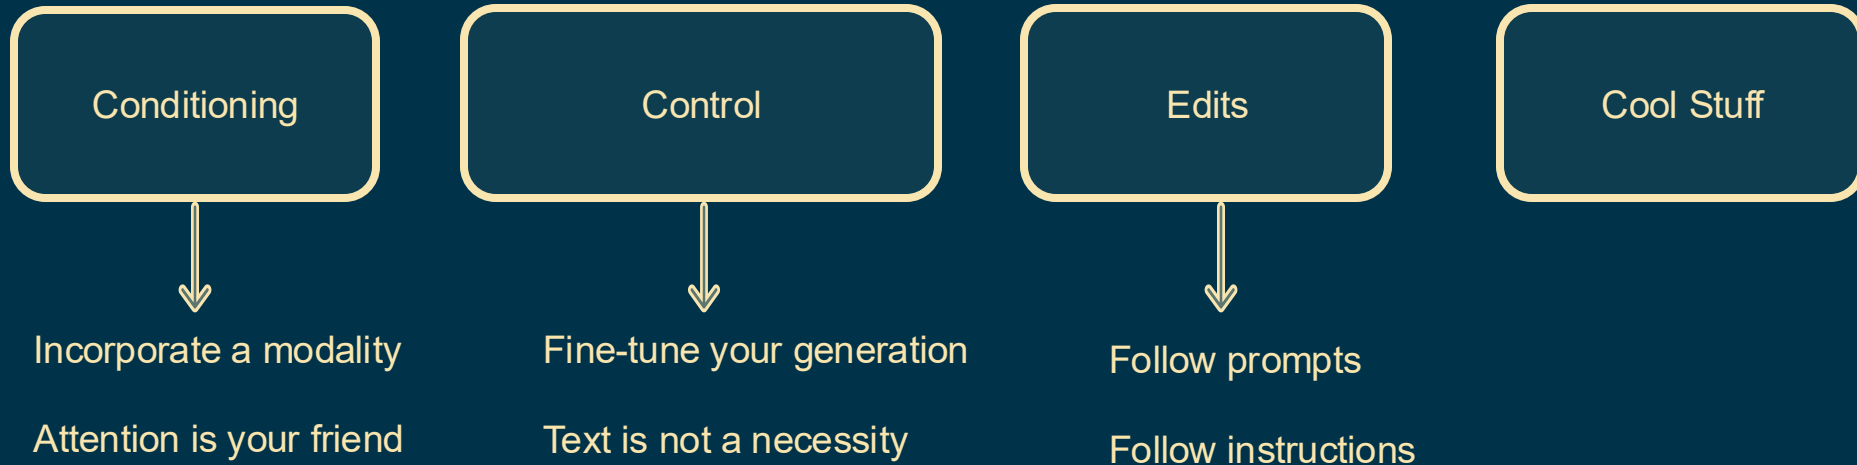 Conditioning
Control
Edits
Cool Stuff
Incorporate a modality
Attention is your friend
Fine-tune your generation
Text is not a necessity
Follow prompts
Follow instructions